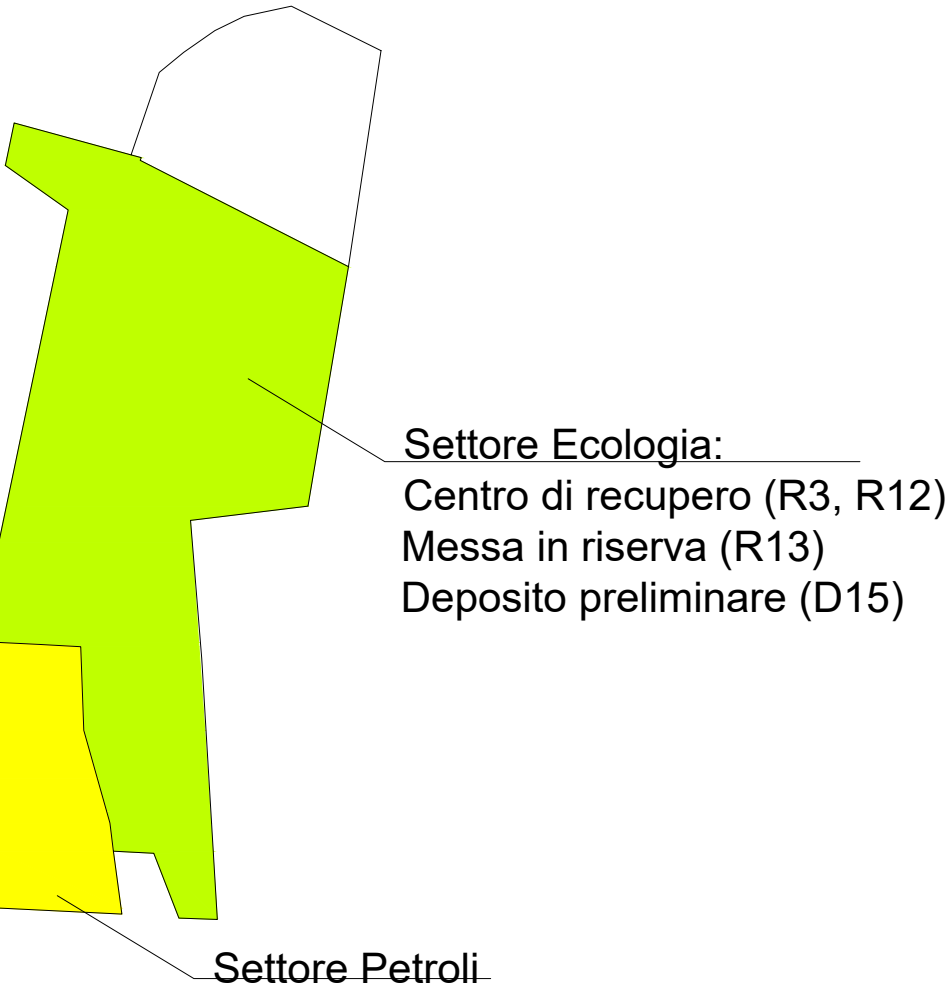 Settore Ecologia:
Centro di recupero (R3, R12)
Messa in riserva (R13)
Deposito preliminare (D15)
Settore Petroli